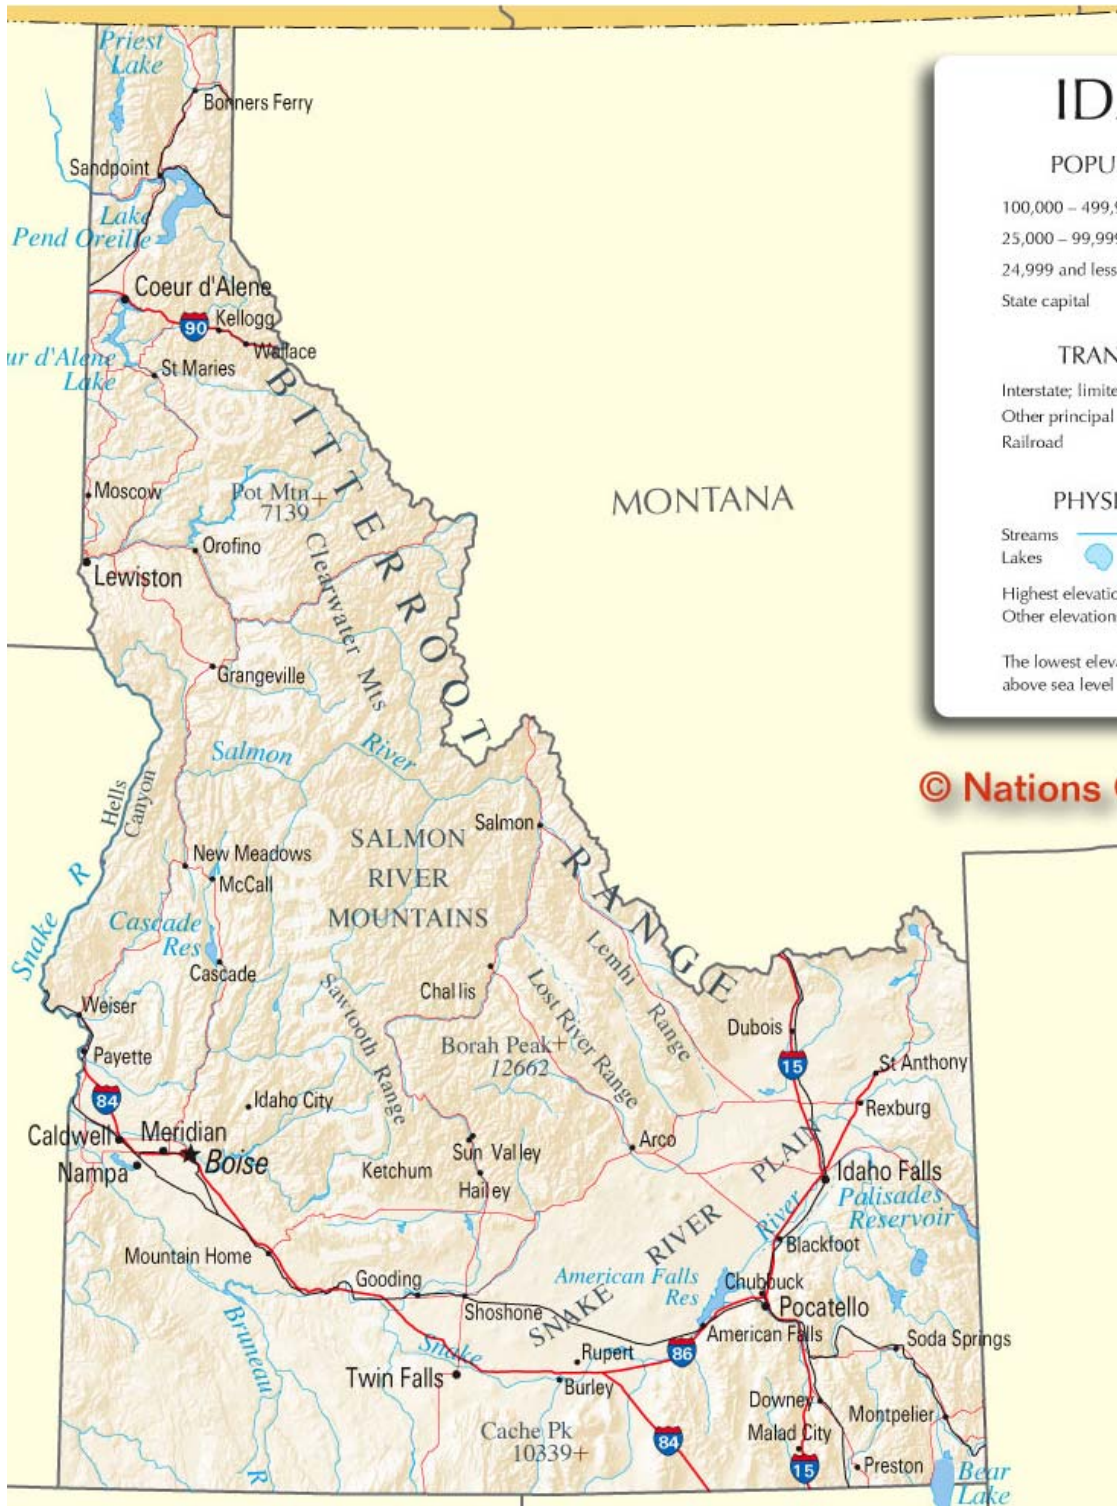 Priest
Lake
Bonners Ferry
Sandpoint
Lake
Pend Oreille
Coeur d'Alene
90
Kellogg
Wallace
ur d'Alene
Lake
St Maries
BITTERROOT
RANGE
Pot Mtn+
7139
Moscow
Orofino
Lewiston
Clearwater Mts
Grangeville
MONTANA
Salmon River
Hells
Canyon
SALMON
RIVER
MOUNTAINS
Salmon
New Meadows
McCall
Snake R
Cascade
Res
Cascade
Challis
Lemhi Range
Lost River Range
Sawtooth Range
Weiser
Payette
Borah Peak+
12662
Dubois
15
St Anthony
Rexburg
84
Idaho City
Caldwell
Meridian
Nampa
Boise
Sun Valley
Ketchum
Hailey
Arco
SNAKE RIVER PLAIN
Idaho Falls
River
Palisades
Reservoir
Blackfoot
Mountain Home
Gooding
Shoshone
American Falls
Res
Chubbuck
Pocatello
American Falls
Soda Springs
86
Bruneau
R
Snake
Twin Falls
Rupert
Burley
Cache Pk
10339+
84
Downey
Malad City
Montpelier
15
Preston
Bear
Lake
ID
POPU
100,000 – 499,9
25,000 – 99,999
24,999 and less
State capital
TRAN
Interstate; limite
Other principal
Railroad
PHYSI
Streams
Lakes
Highest elevatio
Other elevation
The lowest eleva
above sea level
© Nations